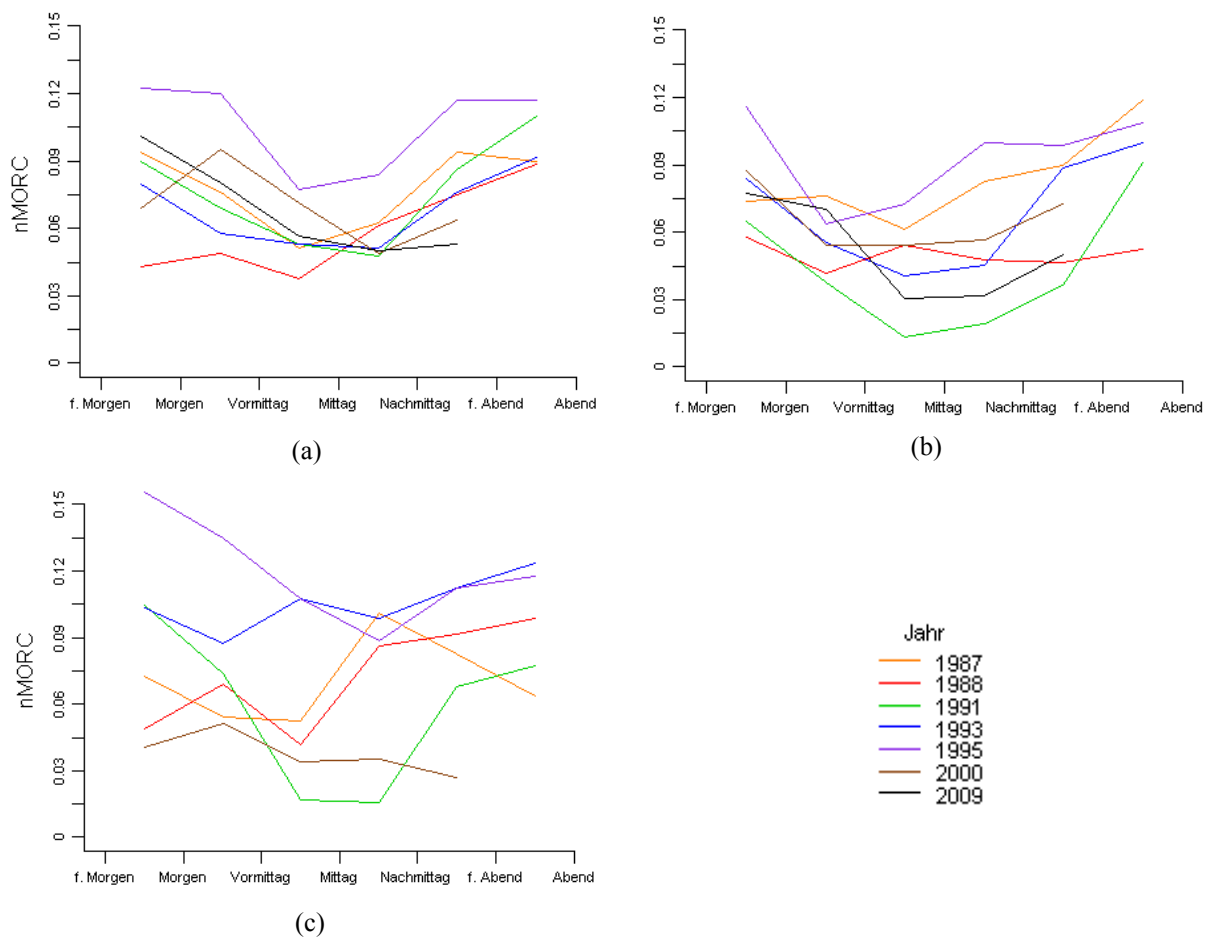 nMORC
0.15
0.12
0.09
0.06
0.03
0
f. Morgen Morgen Vormittag Mittag Nachmittag f. Abend Abend
(a)
0.15
0.12
0.09
0.06
0.03
0
f. Morgen Morgen Vormittag Mittag Nachmittag f. Abend Abend
(b)
nMORC
0.15
0.12
0.09
0.06
0.03
0
f. Morgen Morgen Vormittag Mittag Nachmittag f. Abend Abend
(c)
Jahr
1987
1988
1991
1993
1995
2000
2009